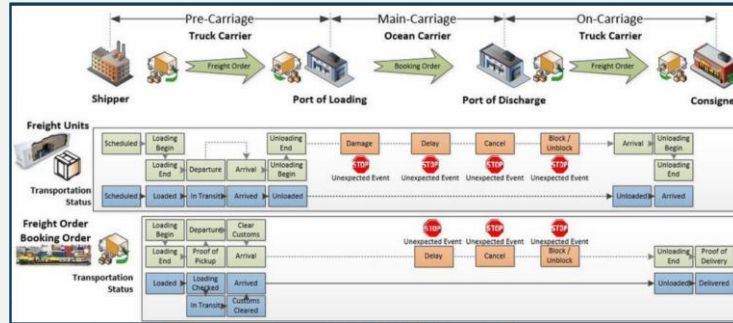 Pre-Carriage Main-Carriage On-Carriage
Truck Carrier Ocean Carrier Truck Carrier
Freight Order Booking Order Freight Order
Shipper Port of Loading Port of Discharge Consigne
Freight Units
Scheduled Loading Begin Unloading End Damage Delay Cancel Block / Unblock Arrival Unloading Begin
Loading End Departure Arrival Unloading Begin STOP STOP STOP STOP Unloading End
Unexpected Event Unexpected Event Unexpected Event Unexpected Event
Transportation Status
Scheduled Loaded In Transit Arrived Unloaded Unloaded Arrived
Freight Order
Booking Order
Loading Begin Departure Clear Customs STOP STOP STOP
Unexpected Event Unexpected Event Unexpected Event
Loading End Proof of Pickup Arrival Delay Cancel Block / Unblock Unloading End Proof of Delivery
Transportation Status
Loaded Loading Checked Arrived Unloaded Delivered
In Transit Customs Cleared